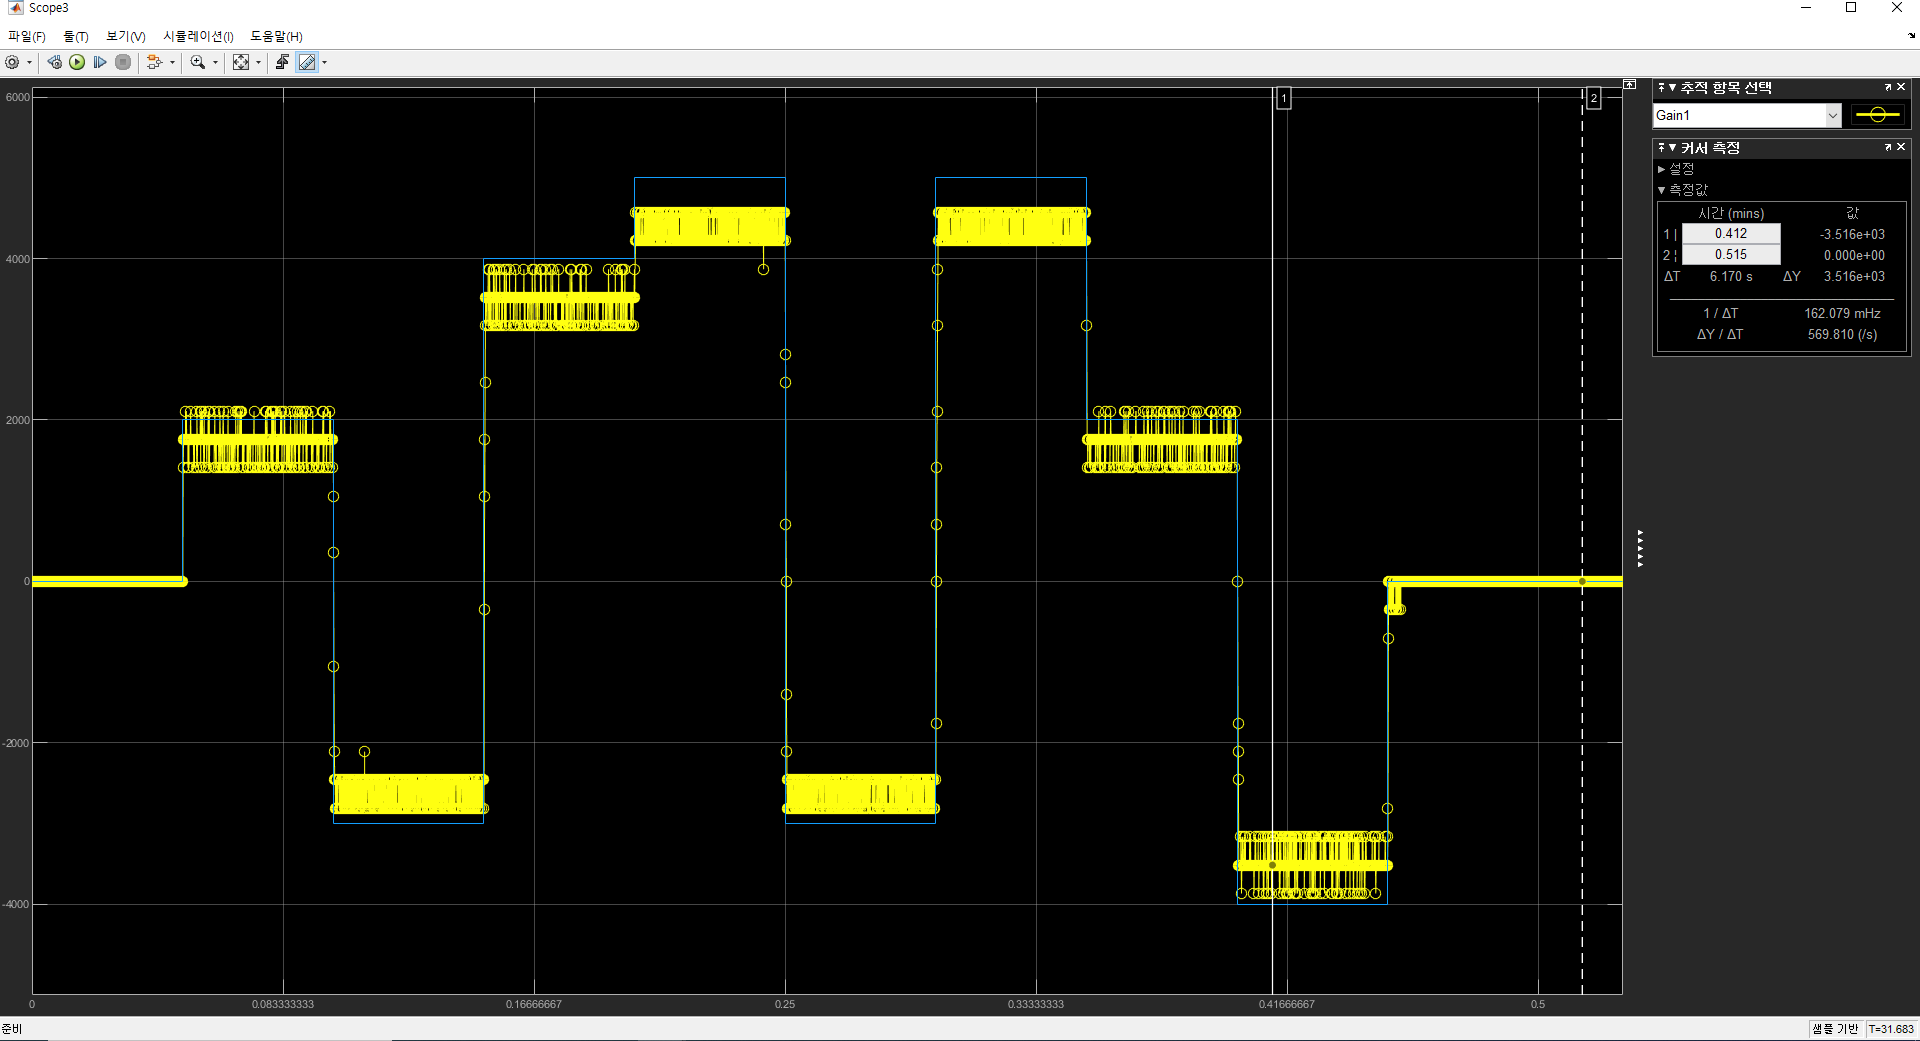 Scope3
파일(F) 툴(T) 보기(V) 시뮬레이션(I) 도움말(H)
6000
4000
2000
0
-2000
-4000
0 0.083333333 0.16666667 0.25 0.33333333 0.41666667 0.5
1
2
추적 항목 선택
Gain1
커서 측정
설정
측정값
시간 (mins) 값
1 | 0.412 -3.516e+03
2 ¦ 0.515 0.000e+00
ΔT 6.170 s ΔY 3.516e+03
1 / ΔT 162.079 mHz
ΔY / ΔT 569.810 (/s)
준비
샘플 기반 T=31.683